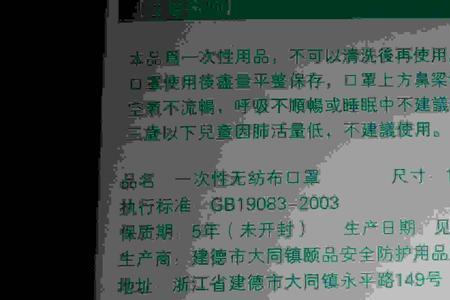 本品爲一次性用品，不可以清洗後再使用
口罩使用後盡量平整保存，口罩上方鼻梁
空氣不流暢，呼吸不順暢或睡眠中不建議
三歲以下兒童因肺活量低，不建議使用。
品名 一次性无纺布口罩 尺寸：1
执行标准 GB19083-2003
保质期：5年（未开封） 生产日期：见
生产商：建德市大同镇颐品安全防护用品
地址 浙江省建德市大同镇永平路149号